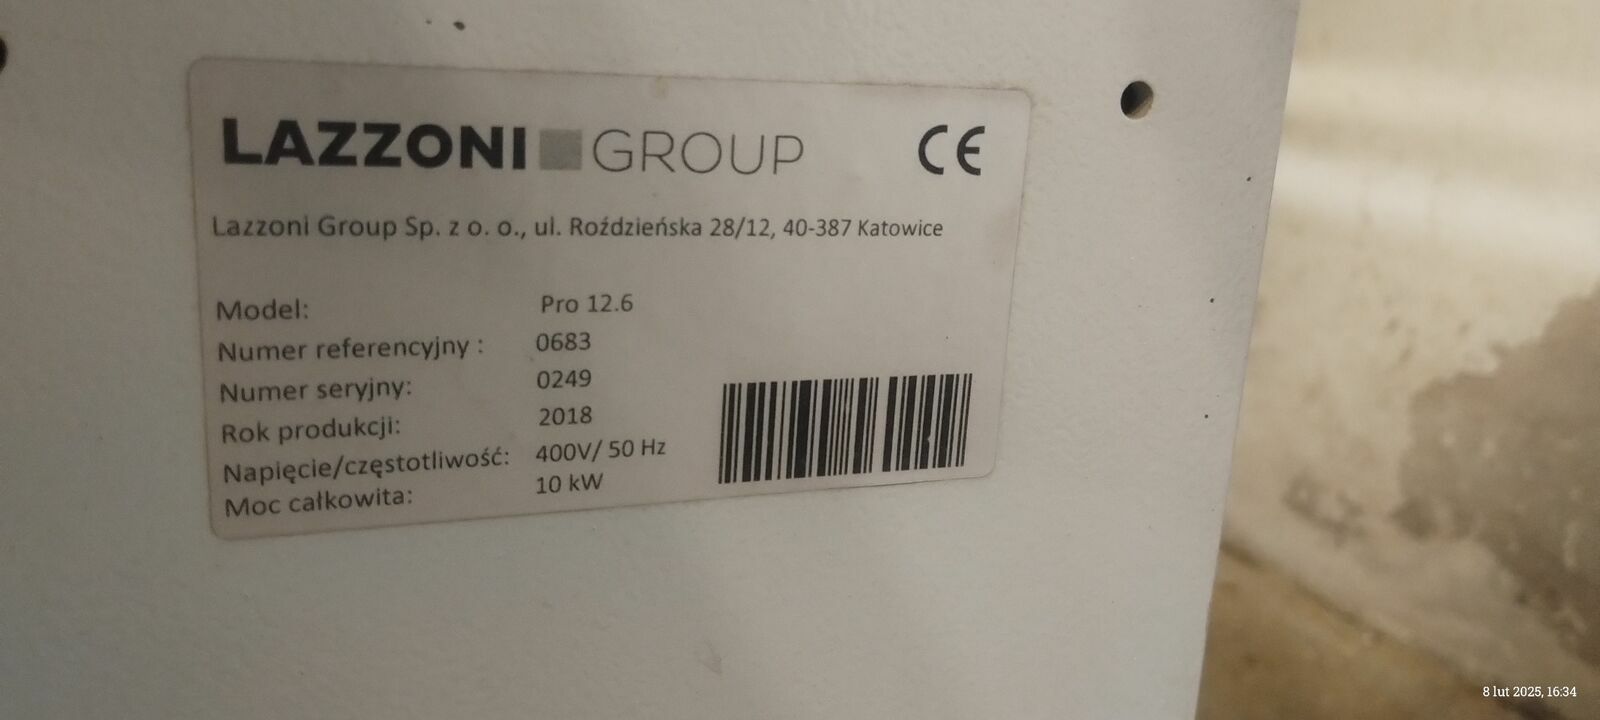 LAZZONI GROUP CE
Lazzoni Group Sp. z o. o., ul. Roździeńska 28/12, 40-387 Katowice
Model: Pro 12.6
Numer referencyjny : 0683
Numer seryjny: 0249
Rok produkcji: 2018
Napięcie/częstotliwość: 400V/ 50 Hz
Moc całkowita: 10 kW
8 lut 2025, 16:34